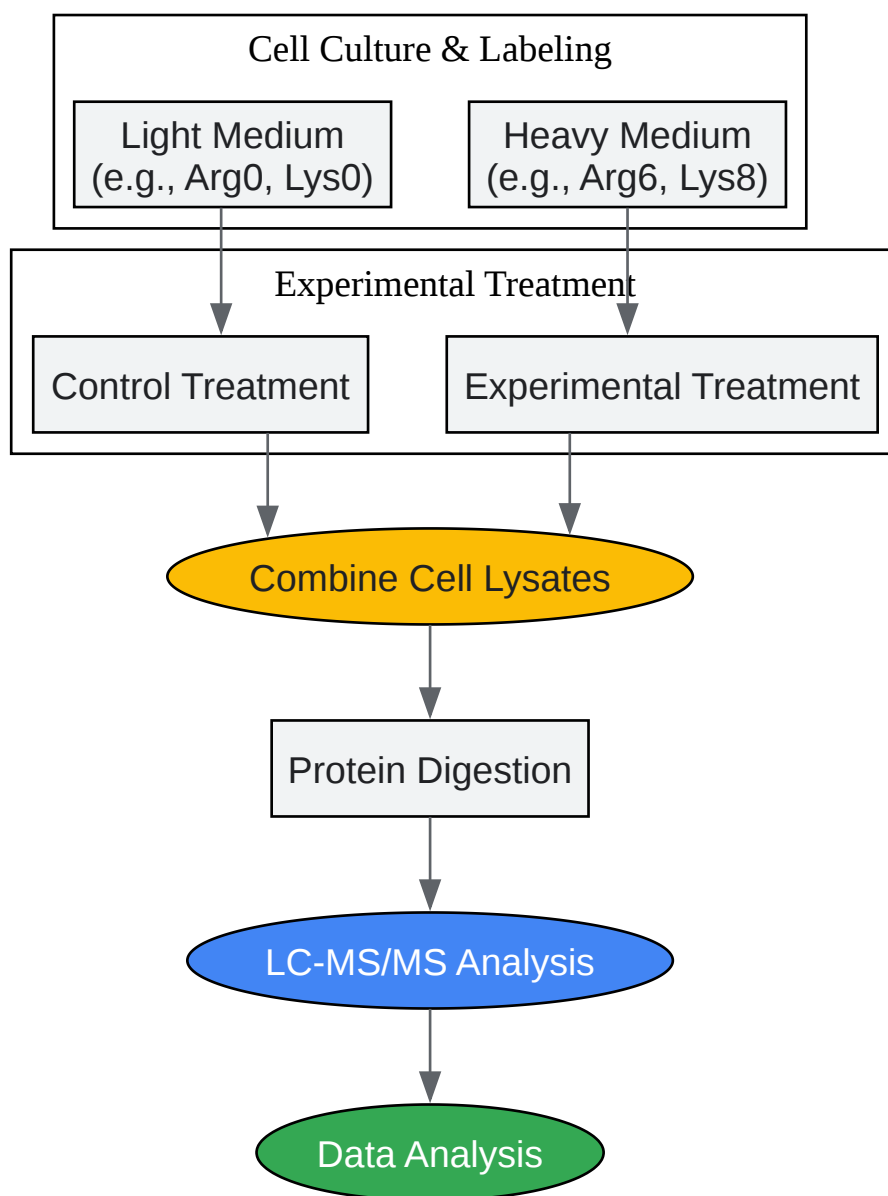 Cell Culture & Labeling
Light Medium
(e.g., Arg0, Lys0)
Heavy Medium
(e.g., Arg6, Lys8)
Experimental Treatment
Control Treatment
Experimental Treatment
Combine Cell Lysates
Protein Digestion
LC-MS/MS Analysis
Data Analysis